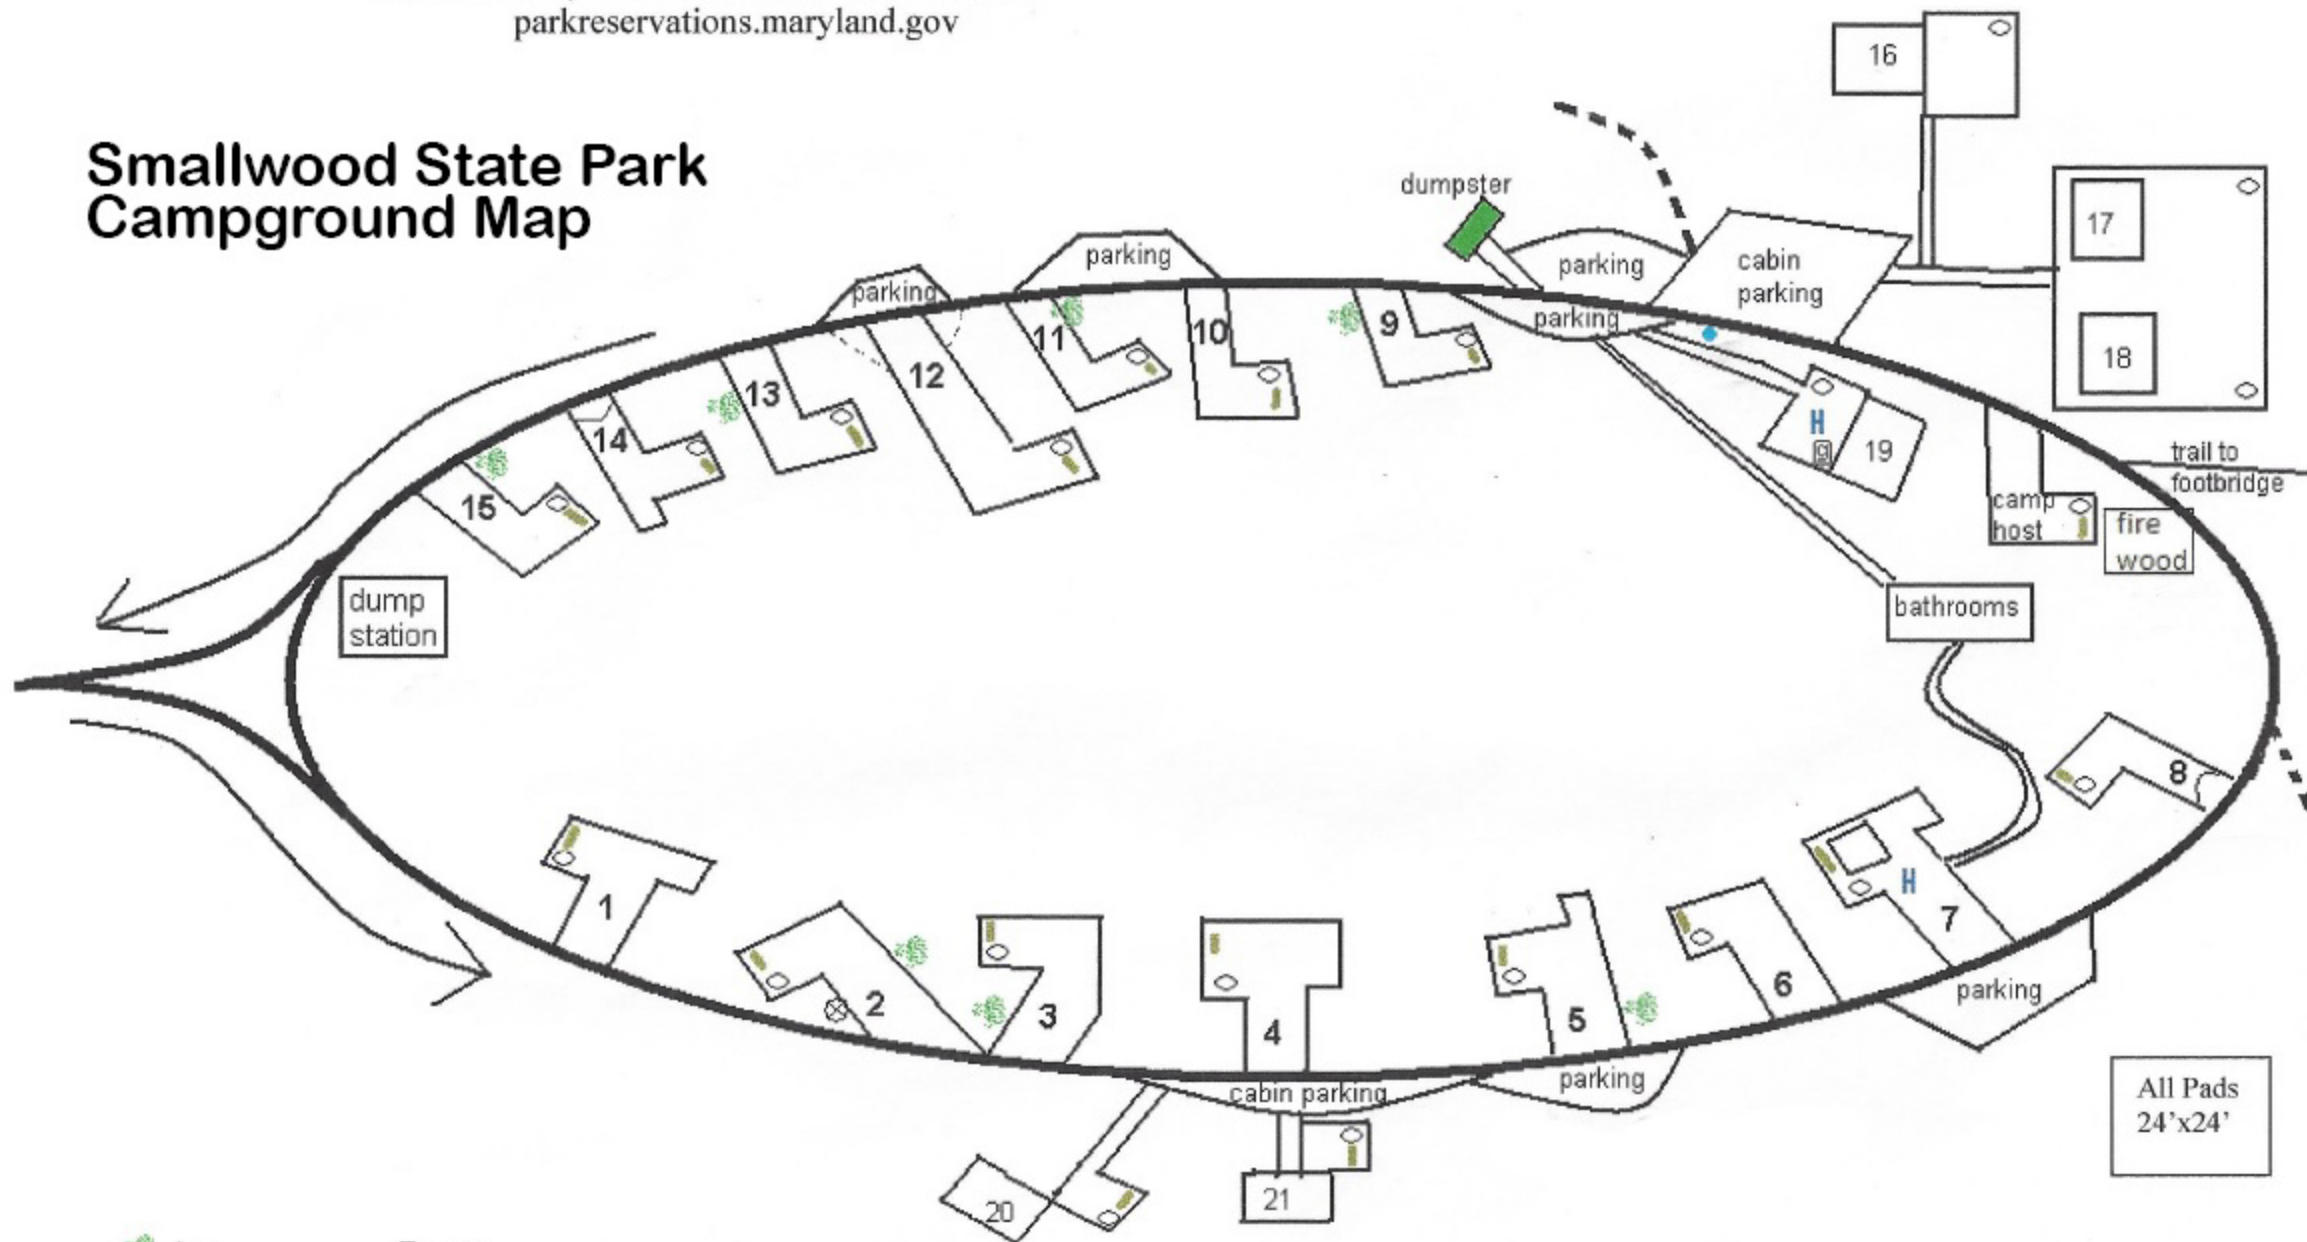 parkreservations.maryland.gov
Smallwood State Park
Campground Map
16
17
18
dumpster
parking
cabin
parking
parking
parking
parking
9
10
11
12
13
14
15
H
19
camp
host
fire
wood
trail to
footbridge
bathrooms
dump
station
1
2
3
4
5
6
H
7
8
parking
cabin parking
parking
20
21
All Pads
24'x24'